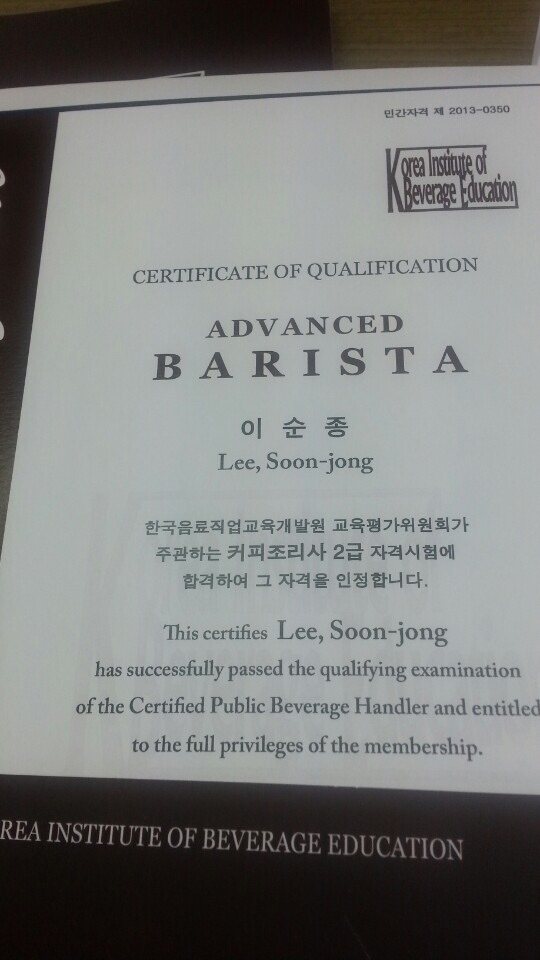 민간자격 제 2013-0350
Korea Institute of
Beverage Education
CERTIFICATE OF QUALIFICATION
ADVANCED
BARISTA
이 순 종
Lee, Soon-jong
한국음료직업교육개발원 교육평가위원회가
주관하는 커피조리사 2급 자격시험에
합격하여 그 자격을 인정합니다.
This certifies Lee, Soon-jong
has successfully passed the qualifying examination
of the Certified Public Beverage Handler and entitled
to the full privileges of the membership.
REA INSTITUTE OF BEVERAGE EDUCATION